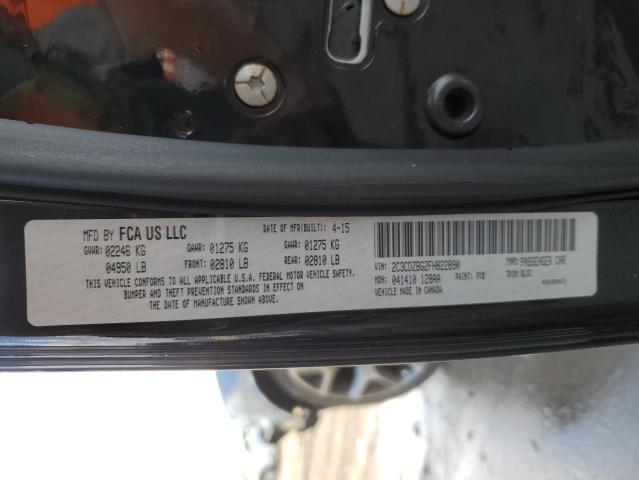 MFD BY FCA US LLC DATE OF MFR(BUILT): 4-15
GVWR: 02246 KG GAWR: 01275 KG GAWR: 01275 KG
04950 LB FRONT: 02810 LB REAR: 02810 LB
THIS VEHICLE CONFORMS TO ALL APPLICABLE U.S.A. FEDERAL MOTOR VEHICLE SAFETY,
BUMPER AND THEFT PREVENTION STANDARDS IN EFFECT ON
THE DATE OF MANUFACTURE SHOWN ABOVE.
VIN: 2C3CDZBG2FH822890 TYPE: PASSENGER CAR
MDH: 041410 128AA PAINT: PX8 TRIM: RLX9
VEHICLE MADE IN CANADA